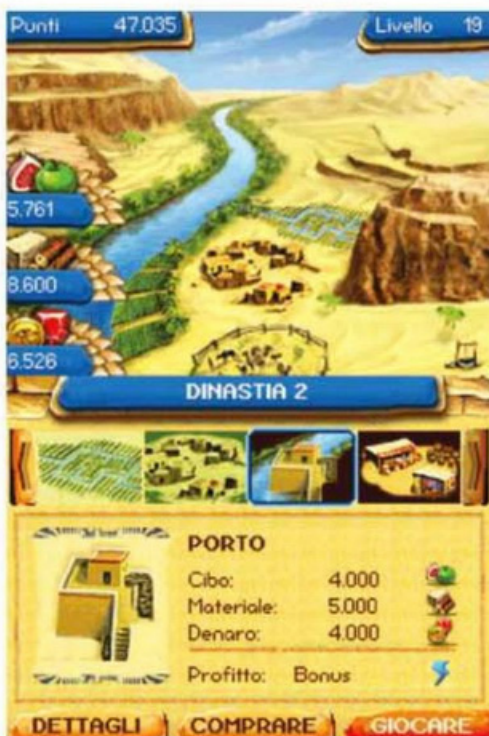 Punti 47.035 Livello 19
5.761
8.600
6.526
DINASTIA 2
PORTO
Cibo: 4.000
Materiale: 5.000
Denaro: 4.000
Profitto: Bonus
DETTAGLI COMPRARE GIOCARE